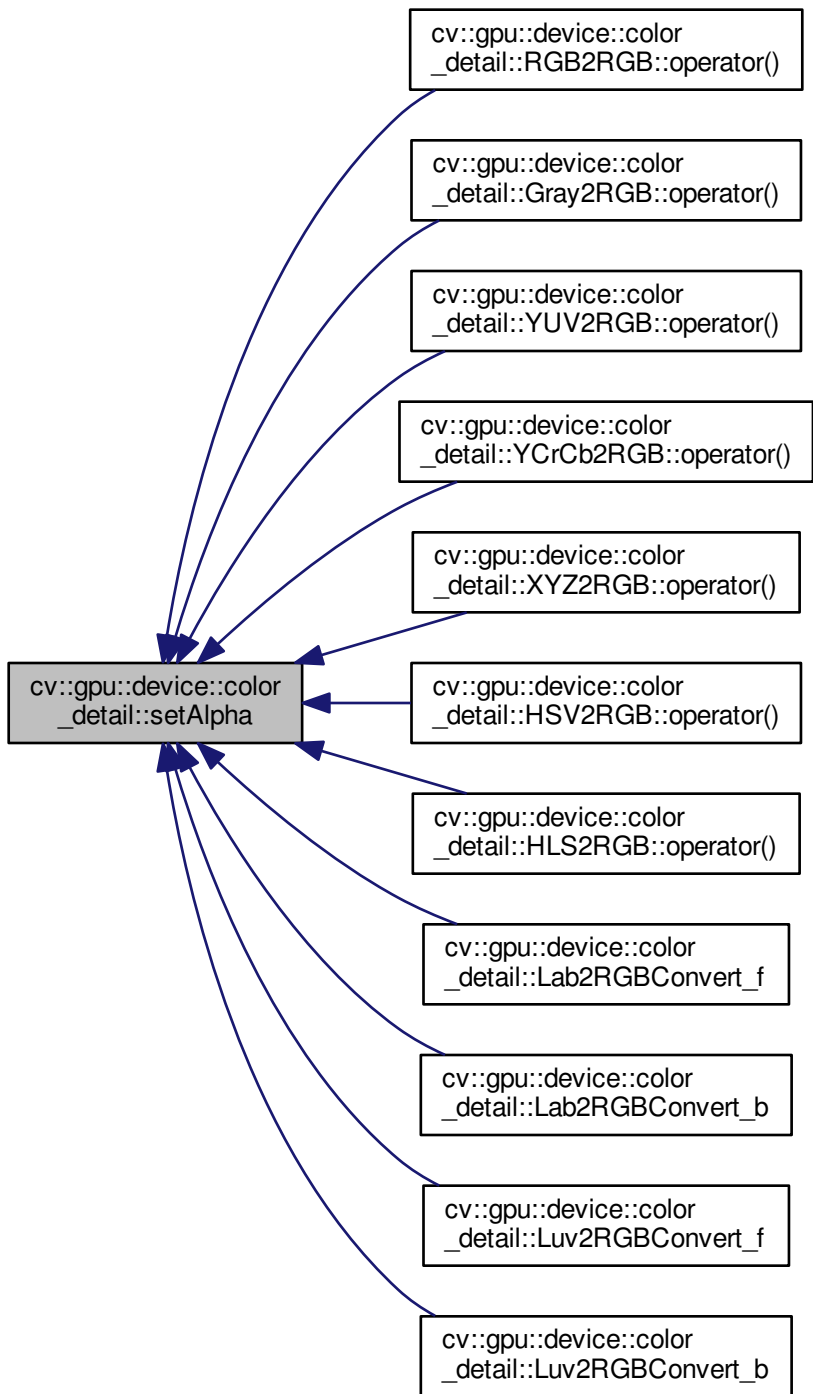 cv::gpu::device::color
_detail::RGB2RGB::operator()
cv::gpu::device::color
_detail::Gray2RGB::operator()
cv::gpu::device::color
_detail::YUV2RGB::operator()
cv::gpu::device::color
_detail::YCrCb2RGB::operator()
cv::gpu::device::color
_detail::XYZ2RGB::operator()
cv::gpu::device::color
_detail::setAlpha
cv::gpu::device::color
_detail::HSV2RGB::operator()
cv::gpu::device::color
_detail::HLS2RGB::operator()
cv::gpu::device::color
_detail::Lab2RGBConvert_f
cv::gpu::device::color
_detail::Lab2RGBConvert_b
cv::gpu::device::color
_detail::Luv2RGBConvert_f
cv::gpu::device::color
_detail::Luv2RGBConvert_b